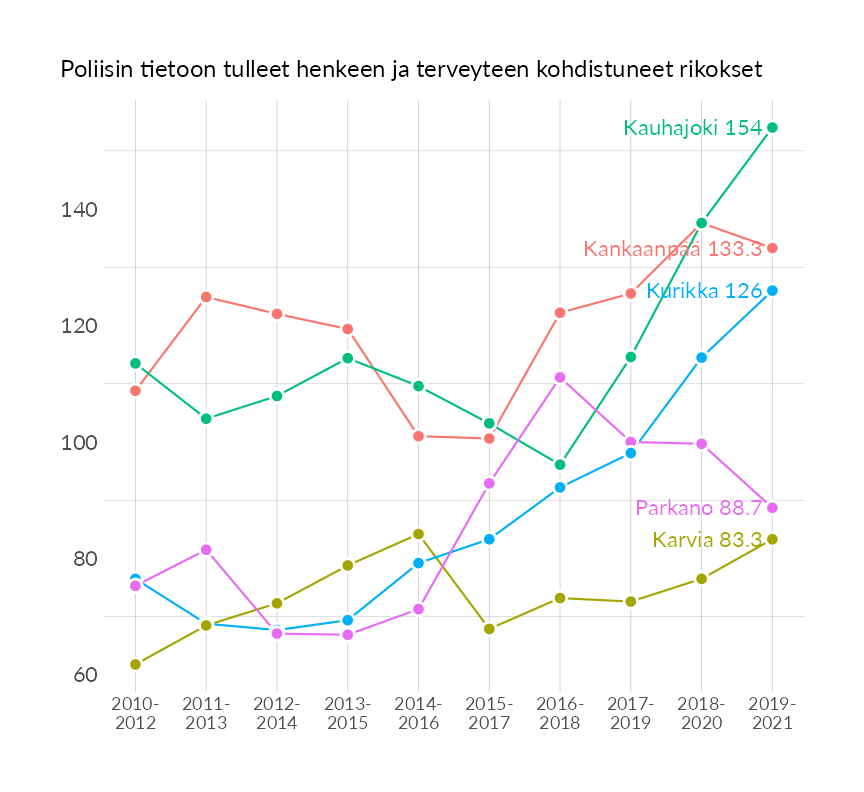 Poliisin tietoon tulleet henkeen ja terveyteen kohdistuneet rikokset
Kauhajoki 154
140
Kankaanpää 133.3
Kurikka 126
120
100
Parkano 88.7
Karvia 83.3
80
60
2010- 2011- 2012- 2013- 2014- 2015- 2016- 2017- 2018- 2019-
2012 2013 2014 2015 2016 2017 2018 2019 2020 2021